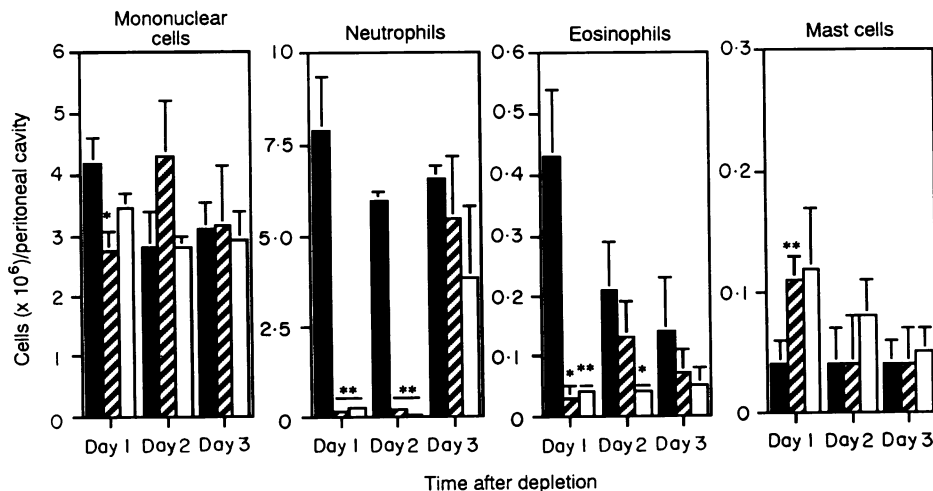 Mononuclear
cells
Neutrophils
Eosinophils
Mast cells
Cells (x 10⁶)/peritoneal cavity
6
5
4
3
2
1
0
*
Day 1 Day 2 Day 3
10
7·5
5·0
2·5
0
**
**
Day 1 Day 2 Day 3
0·6
0·5
0·4
0·3
0·2
0·1
0
* **
*
Day 1 Day 2 Day 3
0·3
0·2
0·1
0
**
Day 1 Day 2 Day 3
Time after depletion